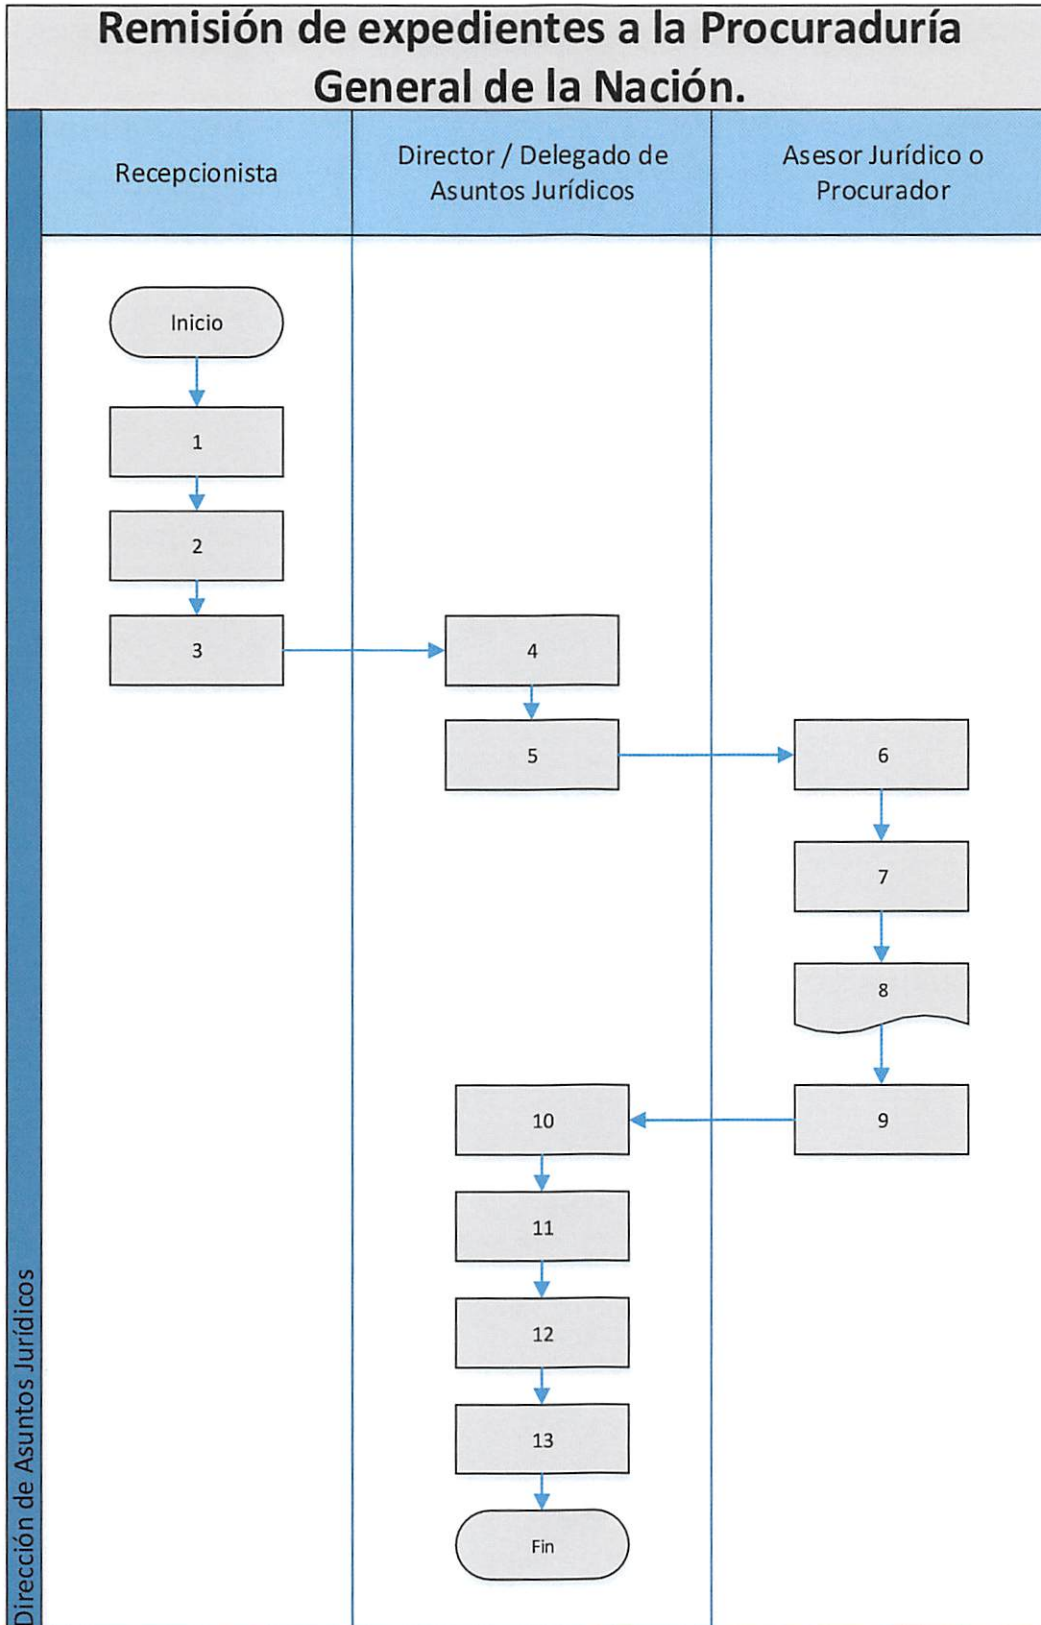 Remisión de expedientes a la Procuraduría
General de la Nación.
Recepcionista
Director / Delegado de
Asuntos Jurídicos
Asesor Jurídico o
Procurador
Inicio
1
2
3
4
5
6
7
8
9
10
11
12
13
Fin
Dirección de Asuntos Jurídicos